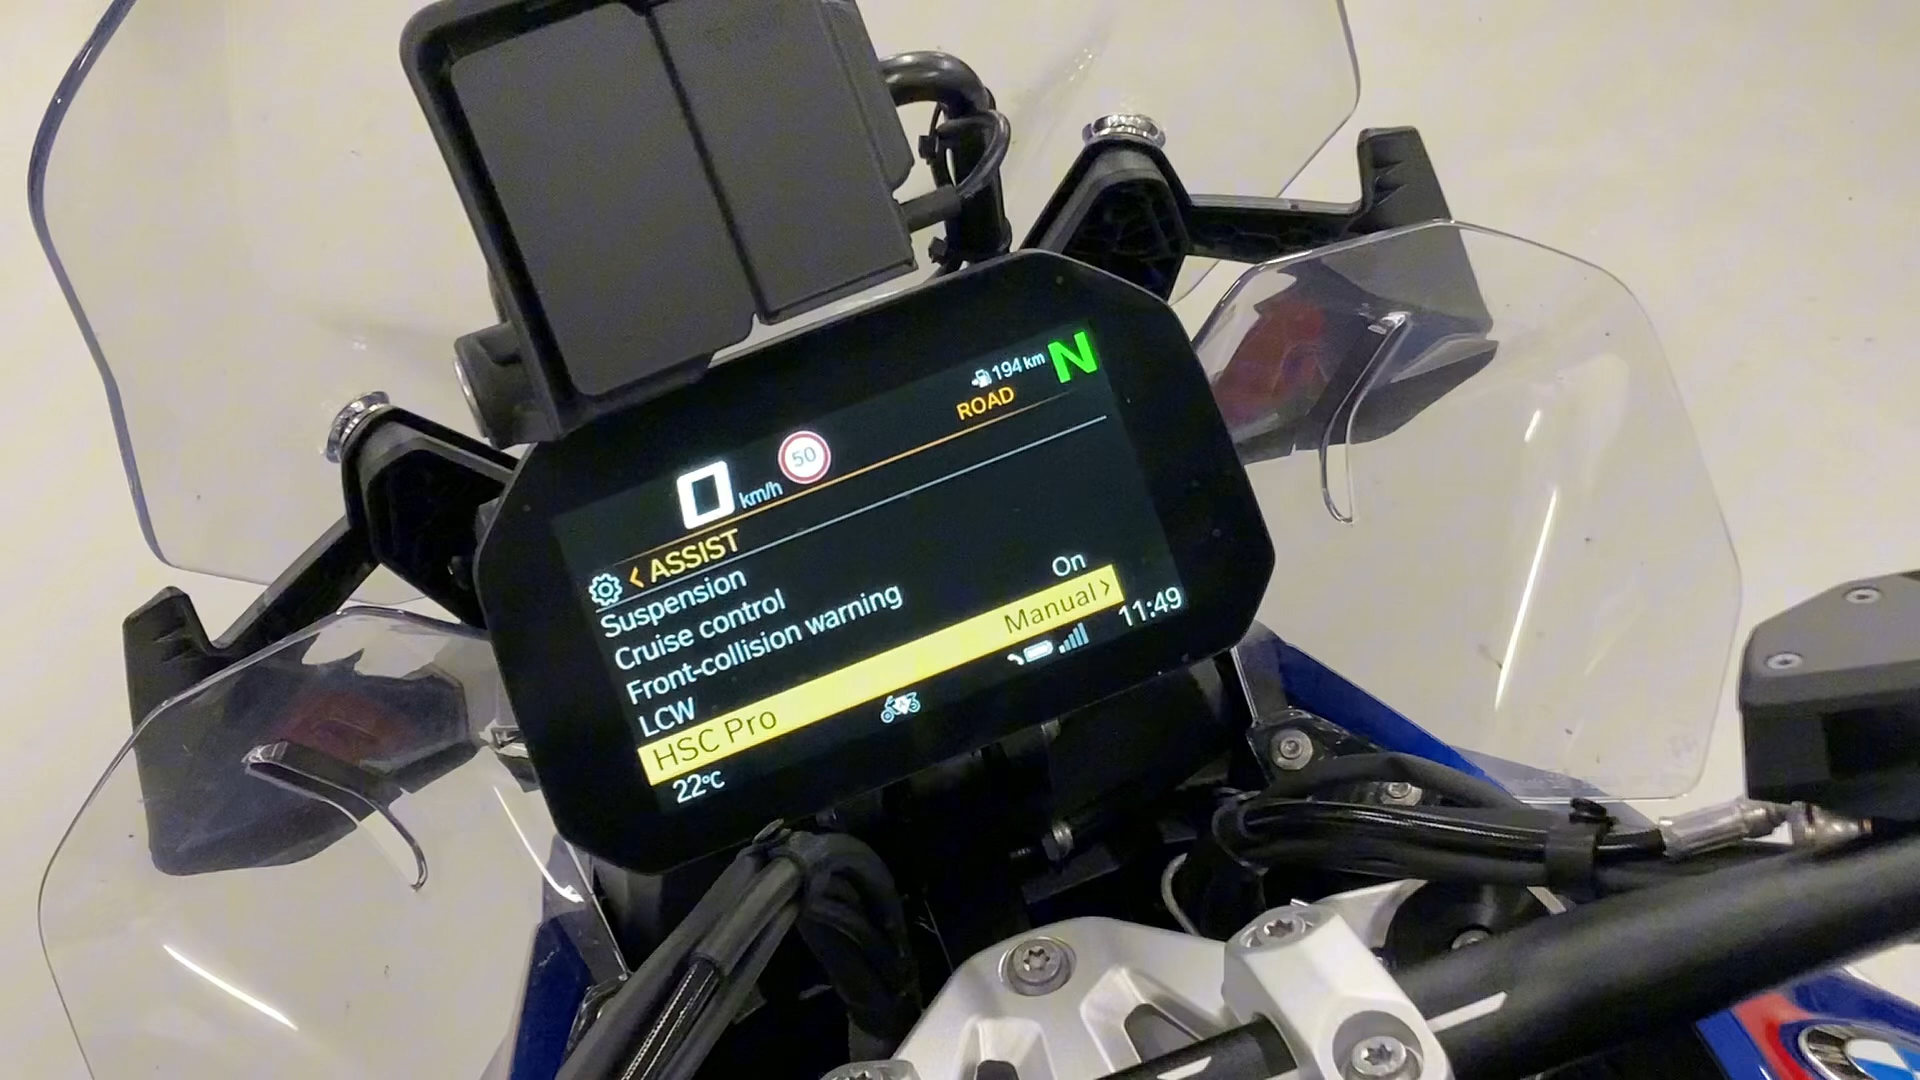 194 km N
ROAD
0 km/h 50
ASSIST
Suspension
Cruise control
Front-collision warning
LCW On
HSC Pro Manual
22°C 11:49